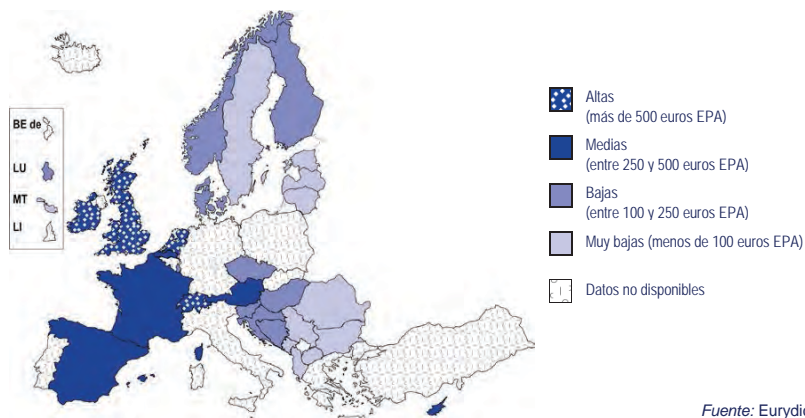 BE de
LU
MT
LI
Altas
(más de 500 euros EPA)
Medias
(entre 250 y 500 euros EPA)
Bajas
(entre 100 y 250 euros EPA)
Muy bajas (menos de 100 euros EPA)
Datos no disponibles
Fuente: